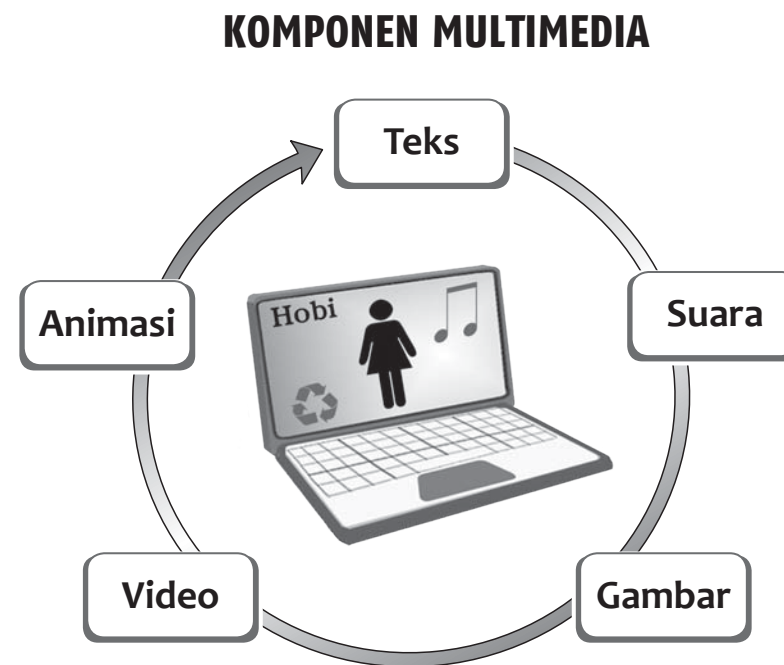 KOMPONEN MULTIMEDIA
Teks
Suara
Gambar
Video
Animasi
Hobi